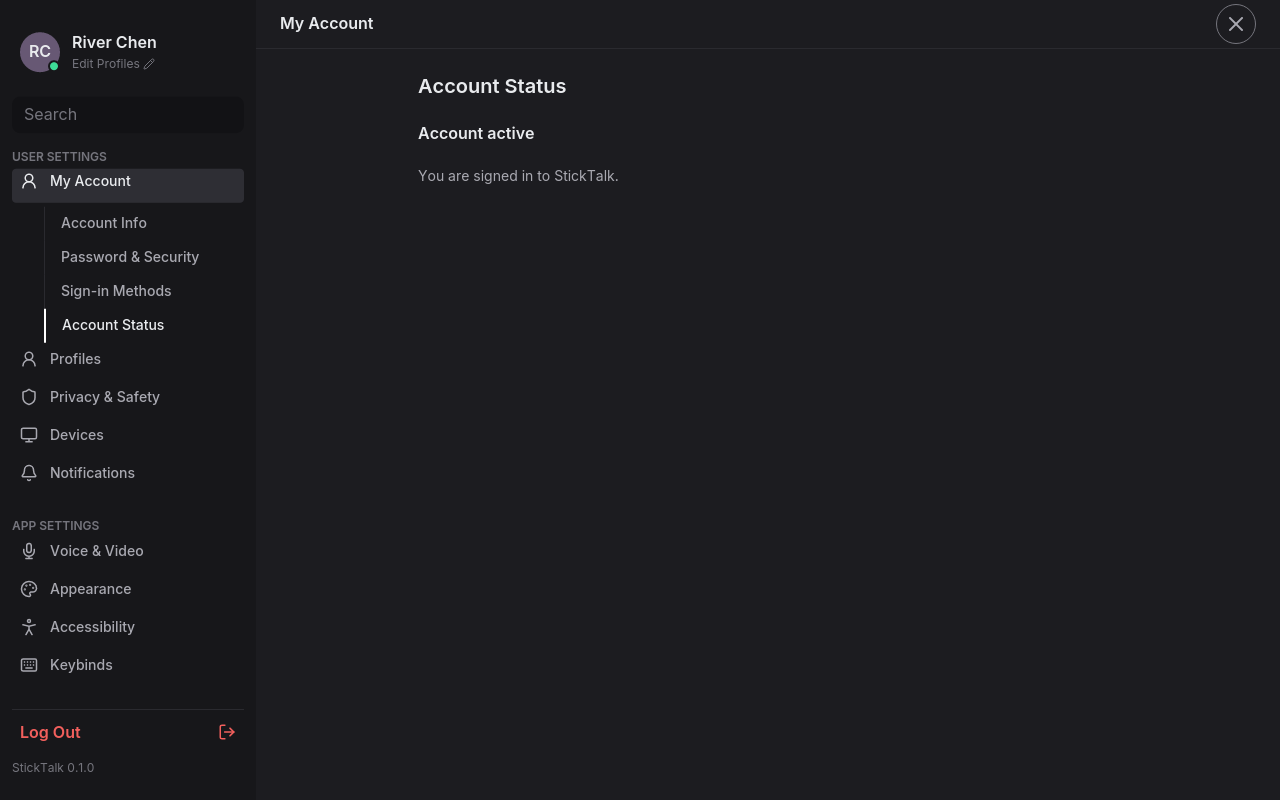 RC
River Chen
Edit Profiles
Search
USER SETTINGS
My Account
Account Info
Password & Security
Sign-in Methods
Account Status
Profiles
Privacy & Safety
Devices
Notifications
APP SETTINGS
Voice & Video
Appearance
Accessibility
Keybinds
Log Out
StickTalk 0.1.0
My Account
Account Status
Account active
You are signed in to StickTalk.